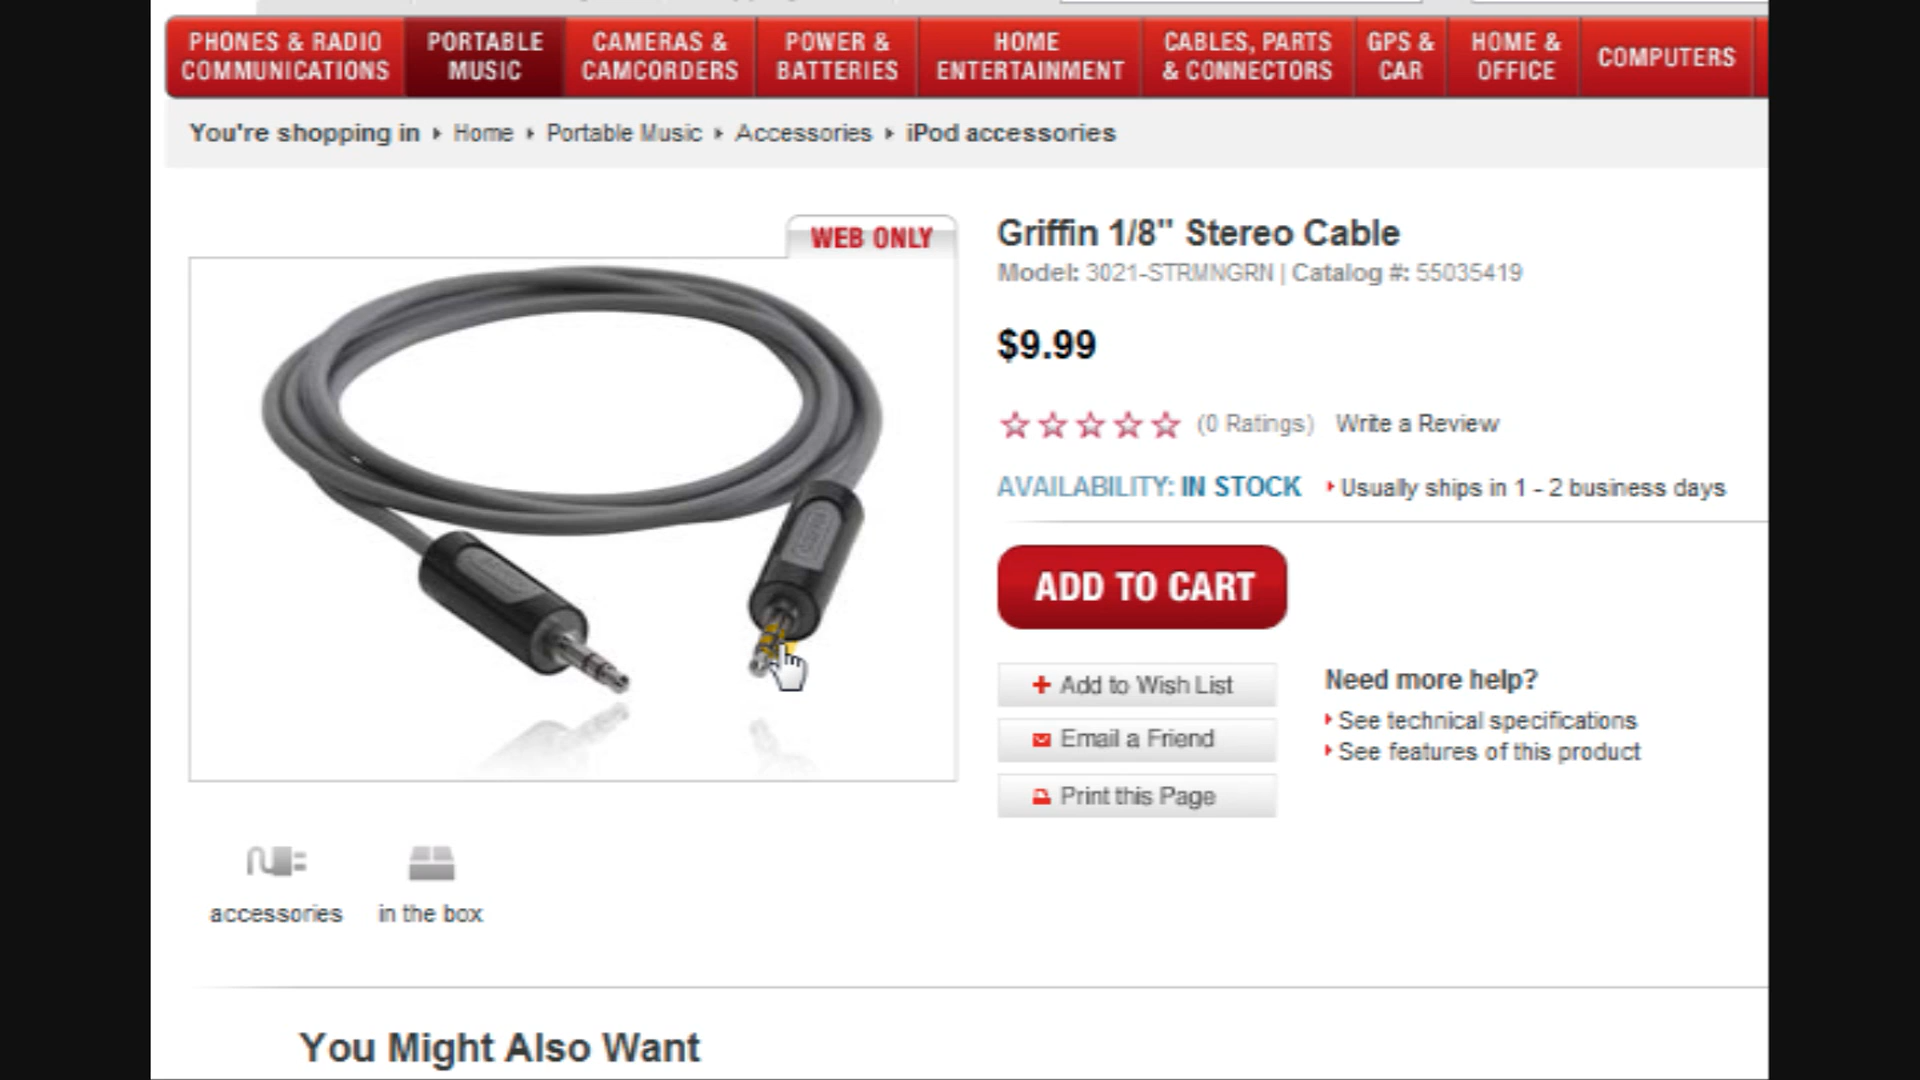 PHONES & RADIO
COMMUNICATIONS
PORTABLE
MUSIC
CAMERAS &
CAMCORDERS
POWER &
BATTERIES
HOME
ENTERTAINMENT
CABLES, PARTS
& CONNECTORS
GPS &
CAR
HOME &
OFFICE
COMPUTERS
You're shopping in ▸ Home ▸ Portable Music ▸ Accessories ▸ iPod accessories
WEB ONLY
Griffin 1/8" Stereo Cable
Model: 3021-STRMNGRN | Catalog #: 55035419
$9.99
(0 Ratings) Write a Review
AVAILABILITY: IN STOCK ▸ Usually ships in 1 - 2 business days
ADD TO CART
+ Add to Wish List
Email a Friend
Print this Page
Need more help?
▸ See technical specifications
▸ See features of this product
accessories
in the box
You Might Also Want